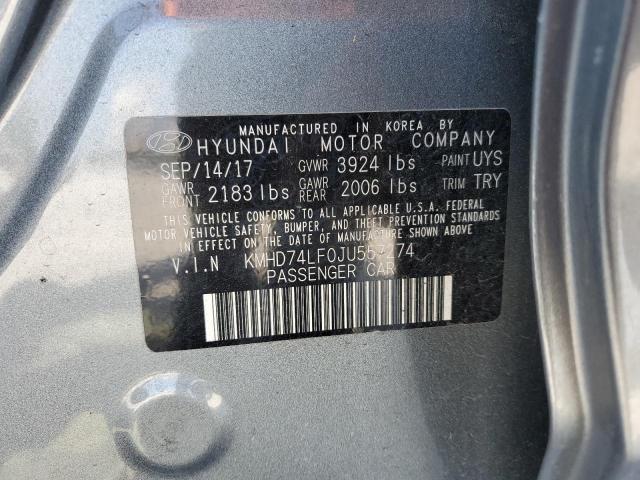 MANUFACTURED IN KOREA BY
HYUNDAI MOTOR COMPANY
SEP/14/17 GVWR 3924 lbs PAINT UYS
GAWR FRONT 2183 lbs GAWR REAR 2006 lbs TRIM TRY
THIS VEHICLE CONFORMS TO ALL APPLICABLE U.S.A. FEDERAL
MOTOR VEHICLE SAFETY, BUMPER, AND THEFT PREVENTION STANDARDS
IN EFFECT ON THE DATE OF MANUFACTURE SHOWN ABOVE.
V.I.N KMHD74LF0JU557274
PASSENGER CAR